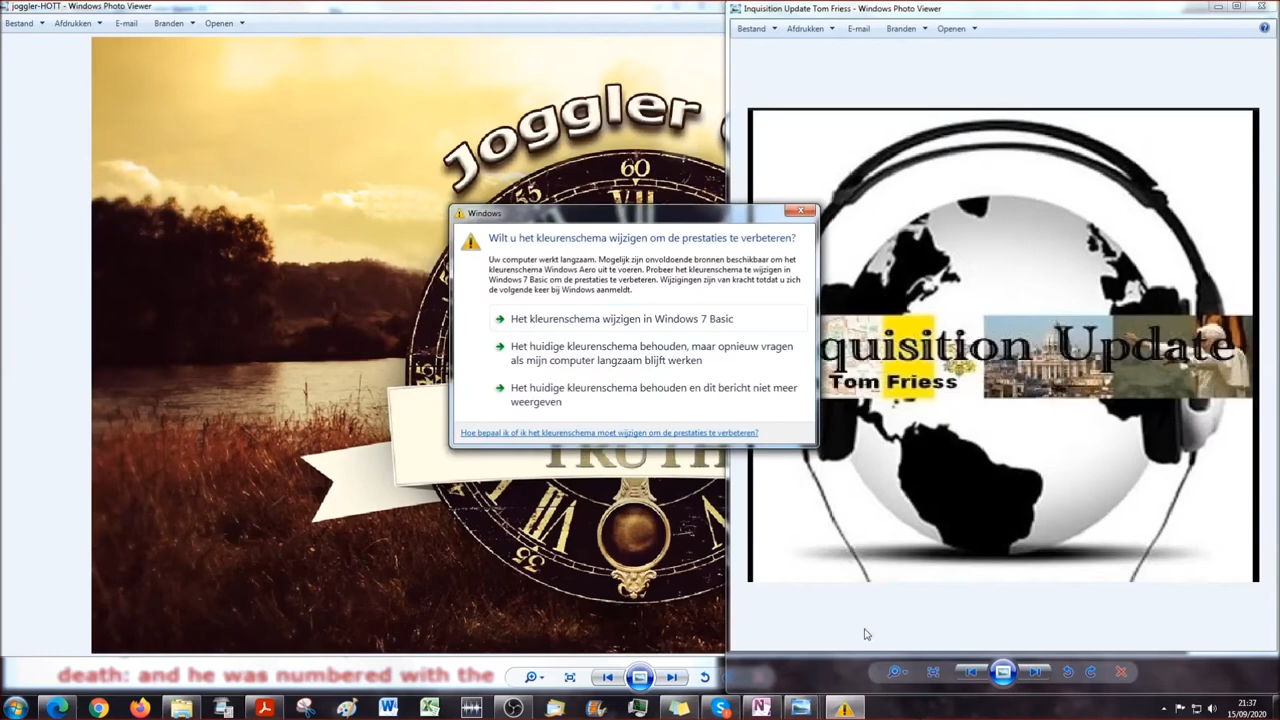 joggler-HOTT - Windows Photo Viewer
Bestand Afdrukken E-mail Branden Openen
Inquisition Update Tom Friess - Windows Photo Viewer
Bestand Afdrukken E-mail Branden Openen
Joggler
60
55
VII
TRUTH
35
Windows
Wilt u het kleurenschema wijzigen om de prestaties te verbeteren?
Uw computer werkt langzaam. Mogelijk zijn onvoldoende bronnen beschikbaar om het
kleurenschema Windows Aero uit te voeren. Probeer het kleurenschema te wijzigen in
Windows 7 Basic om de prestaties te verbeteren. Wijzigingen zijn van kracht totdat u zich
de volgende keer bij Windows aanmeldt.
Het kleurenschema wijzigen in Windows 7 Basic
Het huidige kleurenschema behouden, maar opnieuw vragen
als mijn computer langzaam blijft werken
Het huidige kleurenschema behouden en dit bericht niet meer
weergeven
Hoe bepaal ik of ik het kleurenschema moet wijzigen om de prestaties te verbeteren?
quisition Update
Tom Friess
death: and he was numbered with the
21:37
15/09/2020